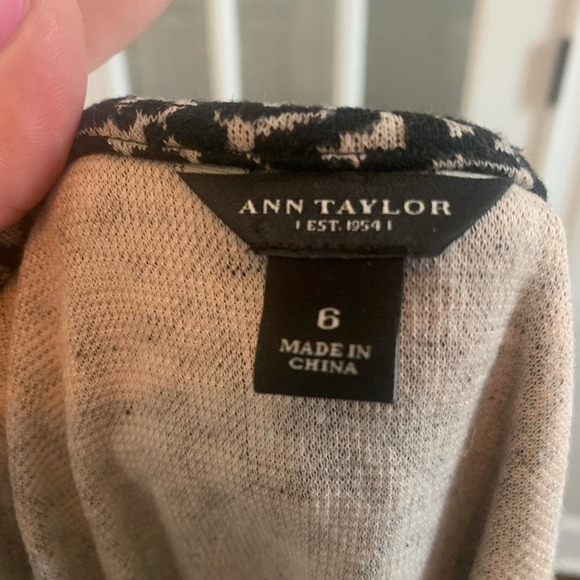 ANN TAYLOR
| EST. 1954 |
6
MADE IN
CHINA